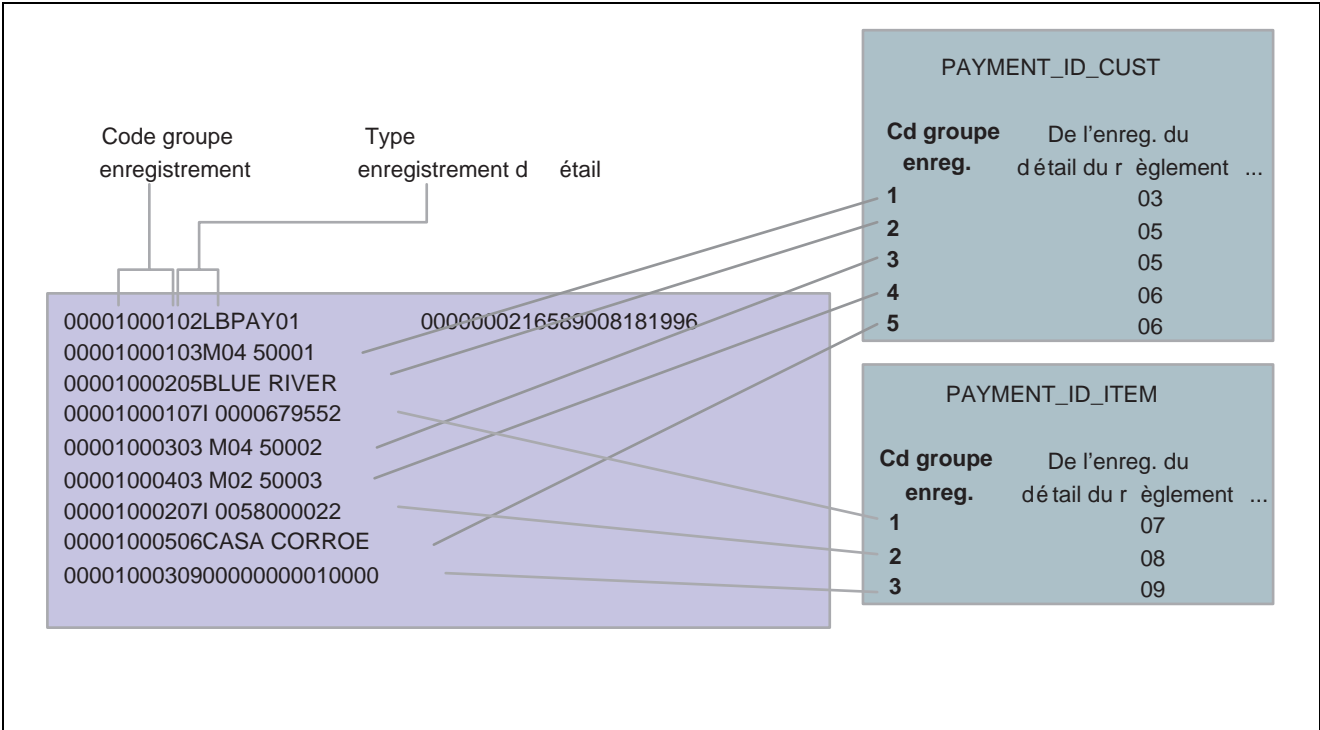 Code groupe
enregistrement
Type
enregistrement d étail
00001000102LBPAY01 0000000216589008181996
00001000103M04 50001
00001000205BLUE RIVER
00001000107I 0000679552
00001000303 M04 50002
00001000403 M02 50003
00001000207I 0058000022
00001000506CASA CORROE
00001000309000000000010000
PAYMENT_ID_CUST
Cd groupe De l'enreg. du
enreg. d étail du r èglement ...
1 03
2 05
3 05
4 06
5 06
PAYMENT_ID_ITEM
Cd groupe De l'enreg. du
enreg. dé tail du r èglement ...
1 07
2 08
3 09